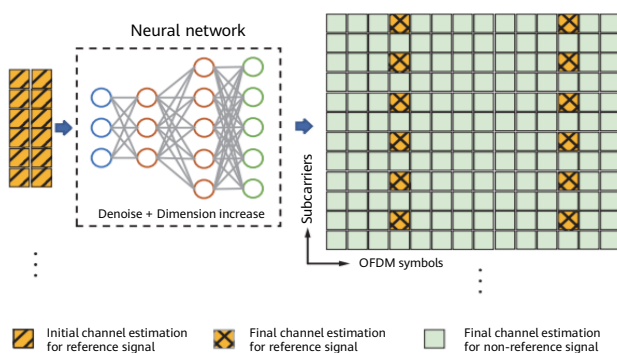 Neural network
Denoise + Dimension increase
Subcarriers
OFDM symbols
Initial channel estimation
for reference signal
Final channel estimation
for reference signal
Final channel estimation
for non-reference signal